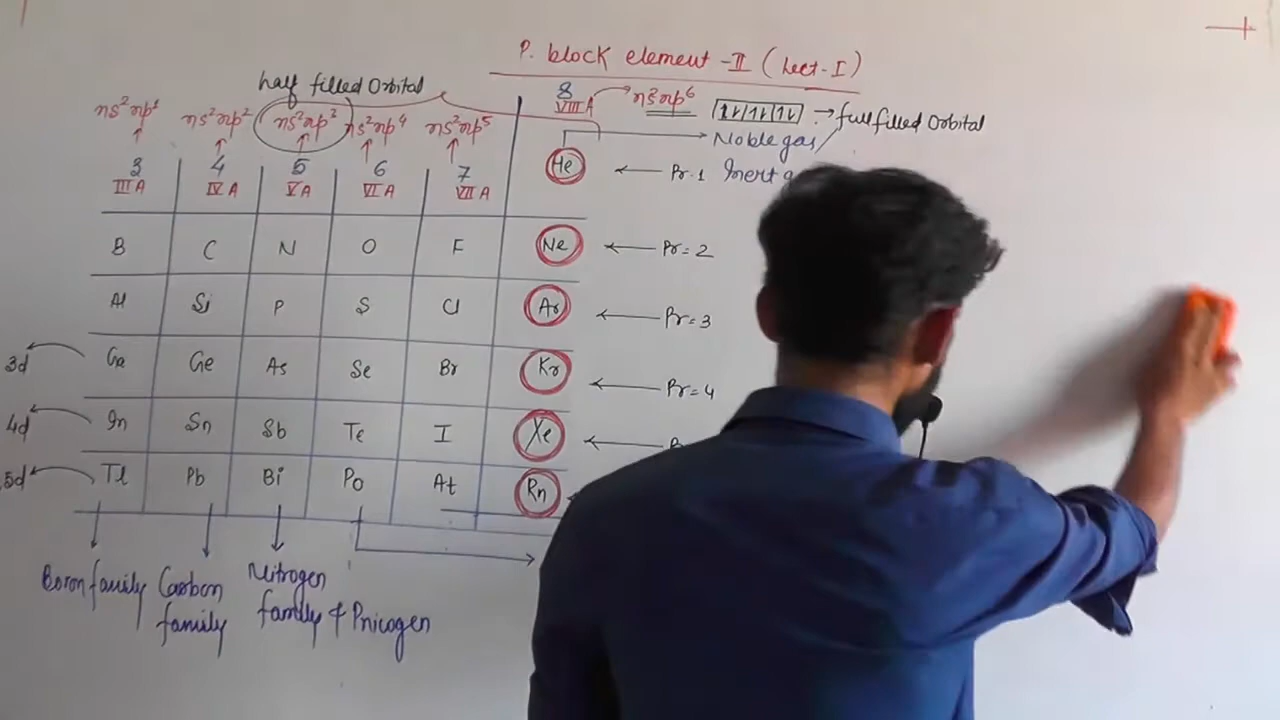 P. block element -II (Lect-I)
half filled Orbital
8
VIII A
ns²np⁶
1↓ 1↓ 1↓ → fullfilled Orbital
ns²np¹ ns²np² ns²np³ ns²np⁴ ns²np⁵
Noble gas/
3 4 5 6 7
III A IV A V A VI A VII A
He ← Pr-1 Inert g
B C N O F Ne ← Pr=2
Al Si P S Cl Ar ← Pr=3
3d Ga Ge As Se Br Kr ← Pr=4
4d In Sn Sb Te I Xe ←
5d Tl Pb Bi Po At Rn
Boron family Carbon family Nitrogen family & Pnicogen